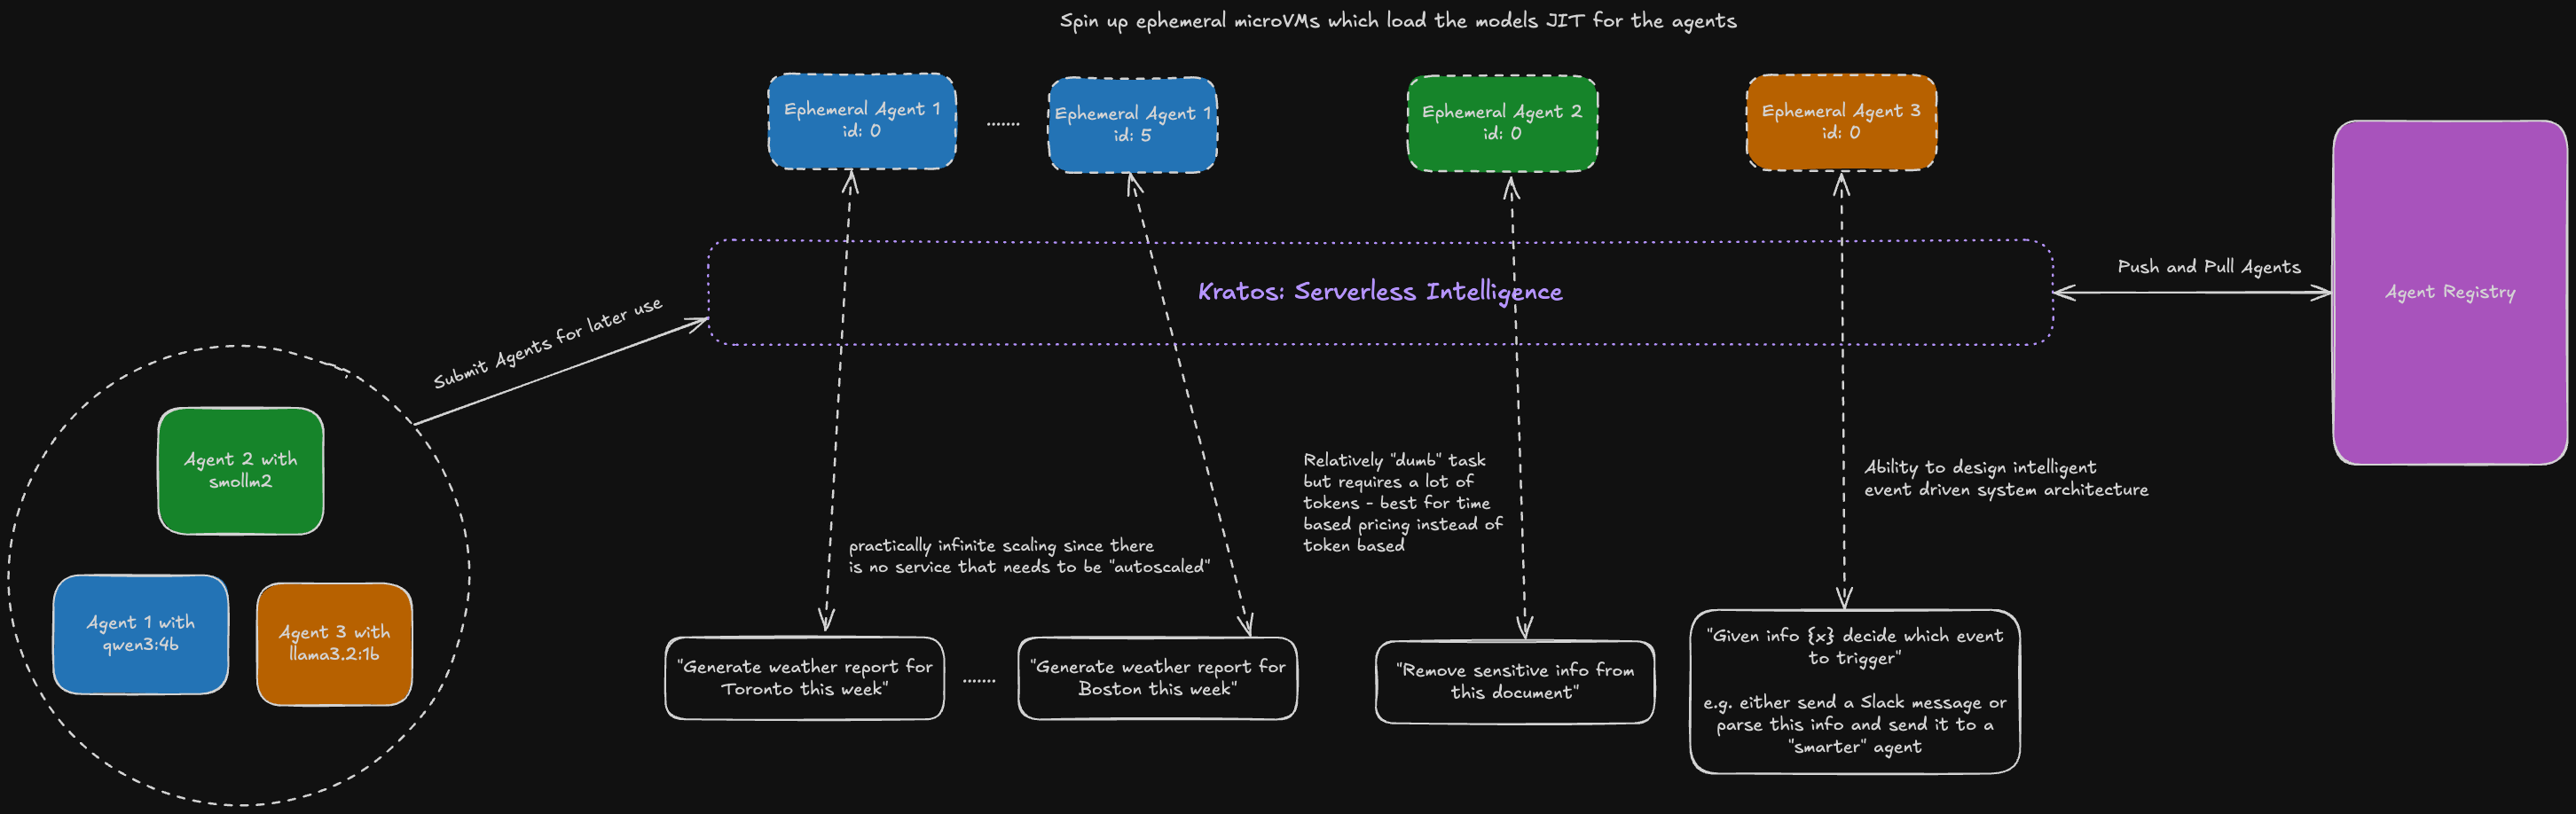 Spin up ephemeral microVMs which load the models JIT for the agents
Ephemeral Agent 1
id: 0
.......
Ephemeral Agent 1
id: 5
Ephemeral Agent 2
id: 0
Ephemeral Agent 3
id: 0
Kratos: Serverless Intelligence
Push and Pull Agents
Agent Registry
Submit Agents for later use
Agent 2 with
smollm2
Agent 1 with
qwen3:4b
Agent 3 with
llama3.2:1b
practically infinite scaling since there
is no service that needs to be "autoscaled"
Relatively "dumb" task
but requires a lot of
tokens - best for time
based pricing instead of
token based
Ability to design intelligent
event driven system architecture
"Generate weather report for
Toronto this week"
.......
"Generate weather report for
Boston this week"
"Remove sensitive info from
this document"
"Given info {x} decide which event
to trigger"
e.g. either send a Slack message or
parse this info and send it to a
"smarter" agent